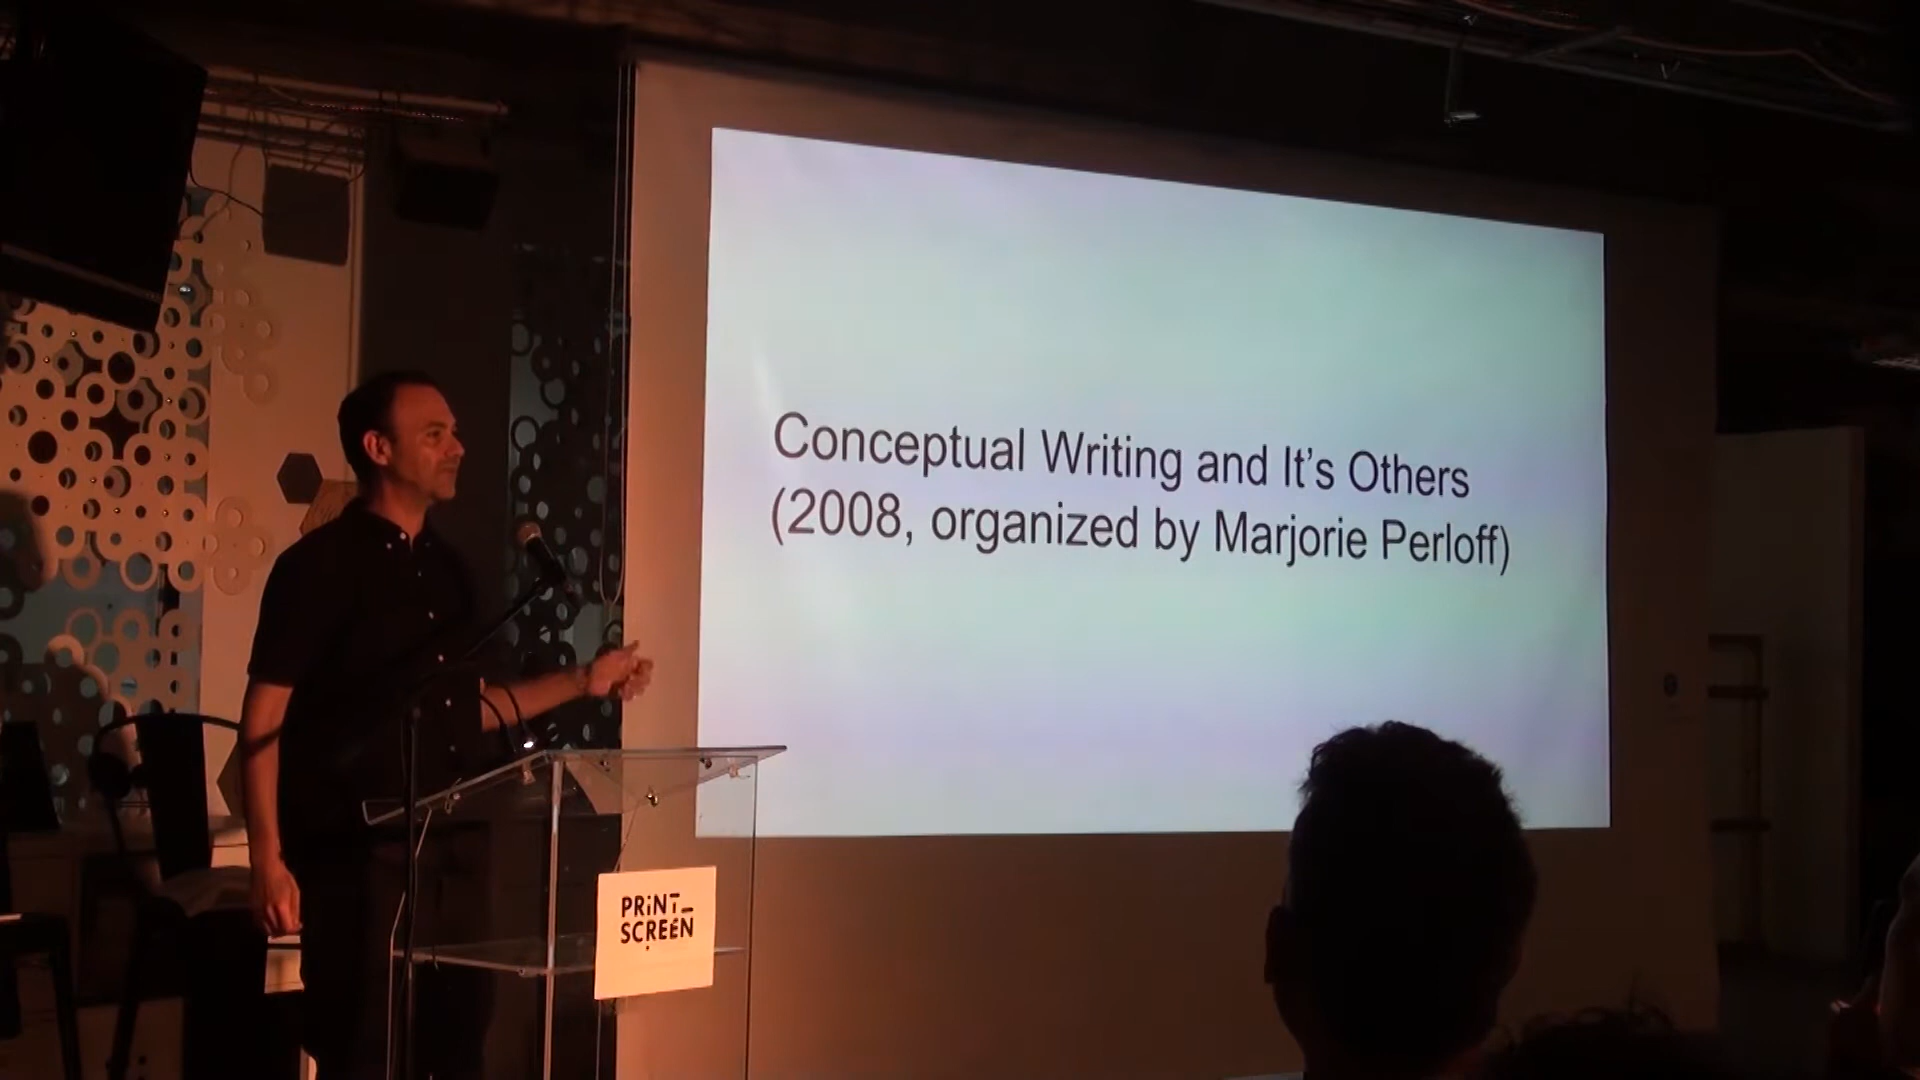 Conceptual Writing and It's Others
(2008, organized by Marjorie Perloff)
PRiNT_
SCREEN